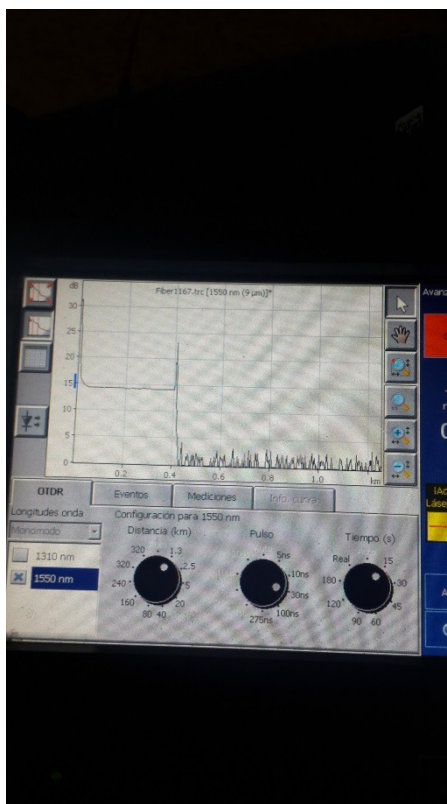 dB
Fiber1167.trc [1550 nm (9 µm)]*
Avanz
30
25
20
15
10
5
0
0.2 0.4 0.6 0.8 1.0 km
OTDR Eventos Mediciones Info. curva
Longitudes onda
Monomodo
1310 nm
1550 nm
Configuración para 1550 nm
Distancia (km) Pulso Tiempo (s)
320 1.3 2.5 5 20 40 80 160 240 320
5ns 10ns 30ns 100ns 275ns
Real 15 30 45 60 90 120 180